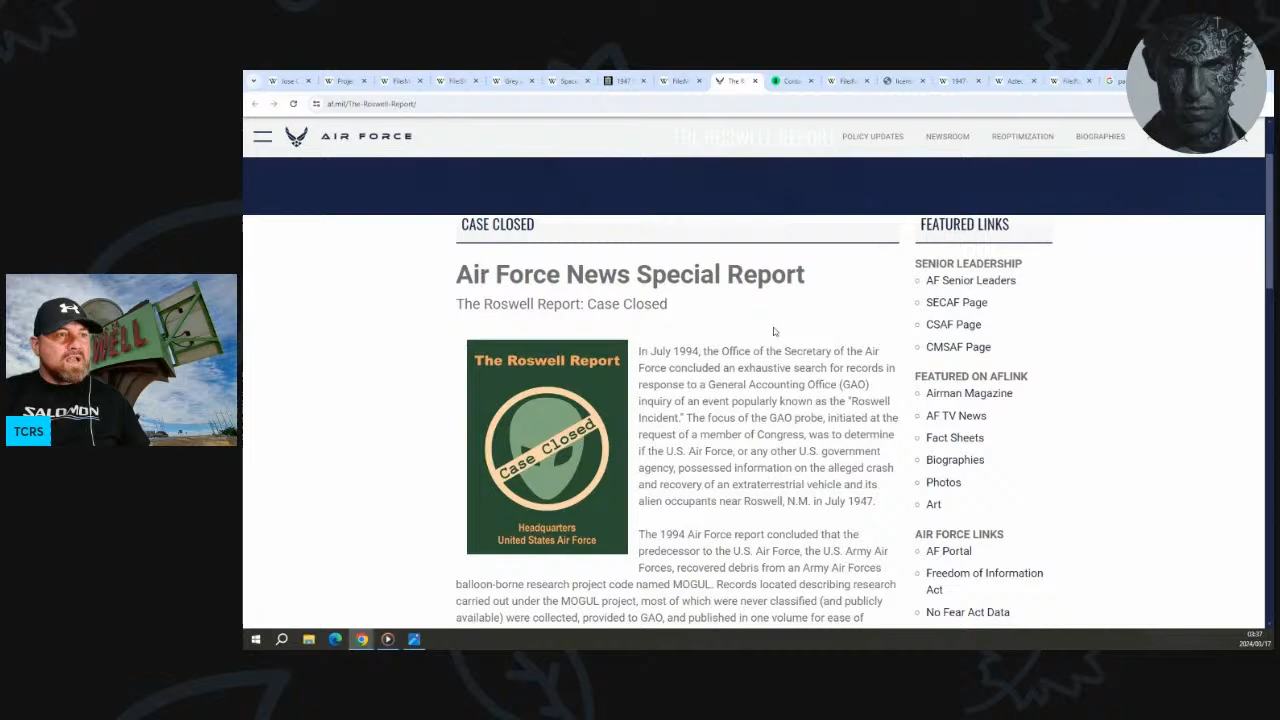 The R
af.mil/The-Roswell-Report/
AIR FORCE
THE ROSWELL REPORT
POLICY UPDATES
NEWSROOM
REOPTIMIZATION
BIOGRAPHIES
CASE CLOSED
Air Force News Special Report
The Roswell Report: Case Closed
The Roswell Report
Case Closed
Headquarters
United States Air Force
In July 1994, the Office of the Secretary of the Air
Force concluded an exhaustive search for records in
response to a General Accounting Office (GAO)
inquiry of an event popularly known as the "Roswell
Incident." The focus of the GAO probe, initiated at the
request of a member of Congress, was to determine
if the U.S. Air Force, or any other U.S. government
agency, possessed information on the alleged crash
and recovery of an extraterrestrial vehicle and its
alien occupants near Roswell, N.M. in July 1947.
The 1994 Air Force report concluded that the
predecessor to the U.S. Air Force, the U.S. Army Air
Forces, recovered debris from an Army Air Forces
balloon-borne research project code named MOGUL. Records located describing research
carried out under the MOGUL project, most of which were never classified (and publicly
available) were collected, provided to GAO, and published in one volume for ease of
FEATURED LINKS
SENIOR LEADERSHIP
AF Senior Leaders
SECAF Page
CSAF Page
CMSAF Page
FEATURED ON AFLINK
Airman Magazine
AF TV News
Fact Sheets
Biographies
Photos
Art
AIR FORCE LINKS
AF Portal
Freedom of Information
Act
No Fear Act Data
SALOMON
TCRS
03:37